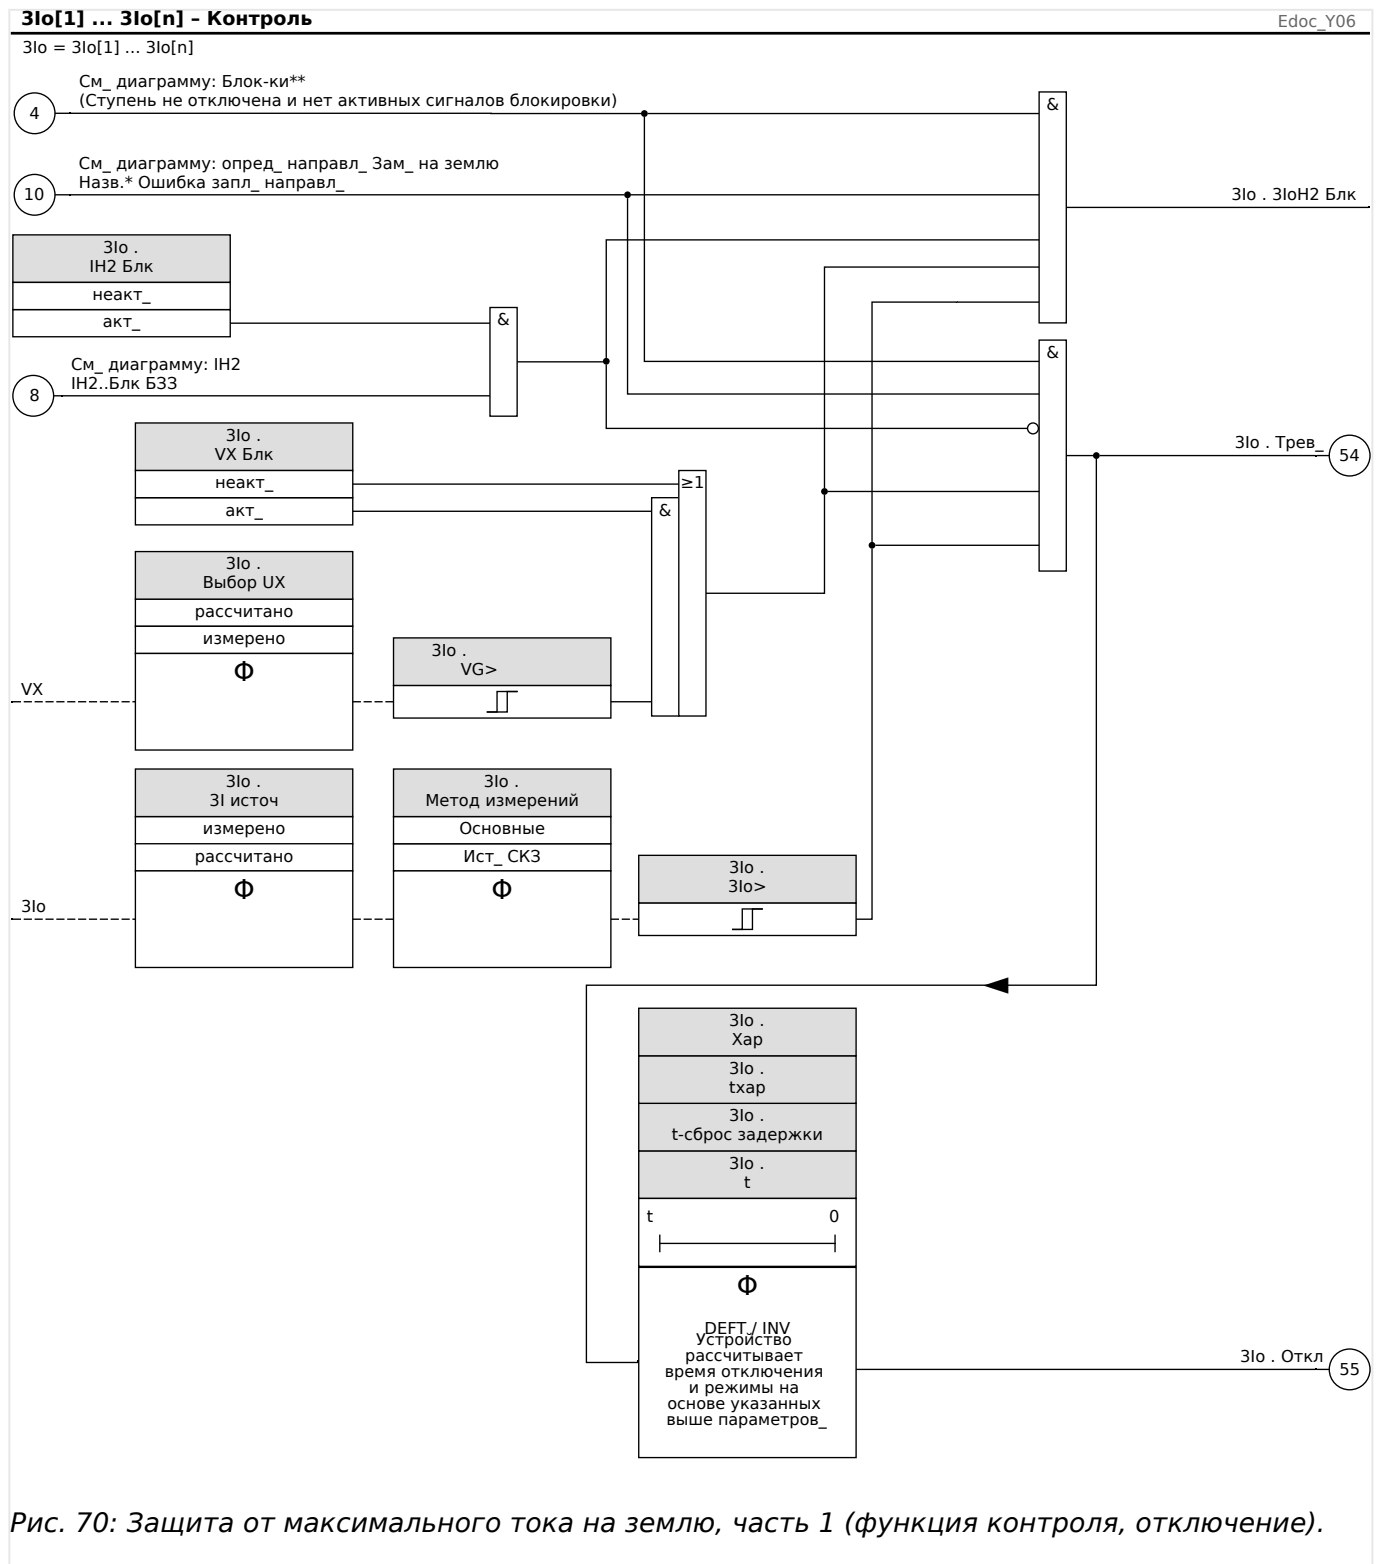 3Io[1] ... 3Io[n] – Контроль
Edoc_Y06
3Io = 3Io[1] ... 3Io[n]
См_ диаграмму: Блок-ки**
(Ступень не отключена и нет активных сигналов блокировки)
4
&
См_ диаграмму: опред_ направл_ Зам_ на землю
Назв.* Ошибка запл_ направл_
10
3Io . 3IoH2 Блк
3Io .
IH2 Блк
неакт_
акт_
&
См_ диаграмму: IH2
IH2..Блк БЗЗ
8
&
3Io . Трев_
54
3Io .
VX Блк
неакт_
акт_
≥1
&
3Io .
Выбор UX
рассчитано
измерено
Ф
VX
3Io .
VG>
3Io .
3I источ
измерено
рассчитано
Ф
3Io
3Io .
Метод измерений
Основные
Ист_ СКЗ
Ф
3Io .
3Io>
3Io .
Хар
3Io .
tхар
3Io .
t-сброс задержки
3Io .
t
t 0
Ф
DEFT / INV
Устройство
рассчитывает
время отключения
и режимы на
основе указанных
выше параметров_
3Io . Откл
55
Рис. 70: Защита от максимального тока на землю, часть 1 (функция контроля, отключение).